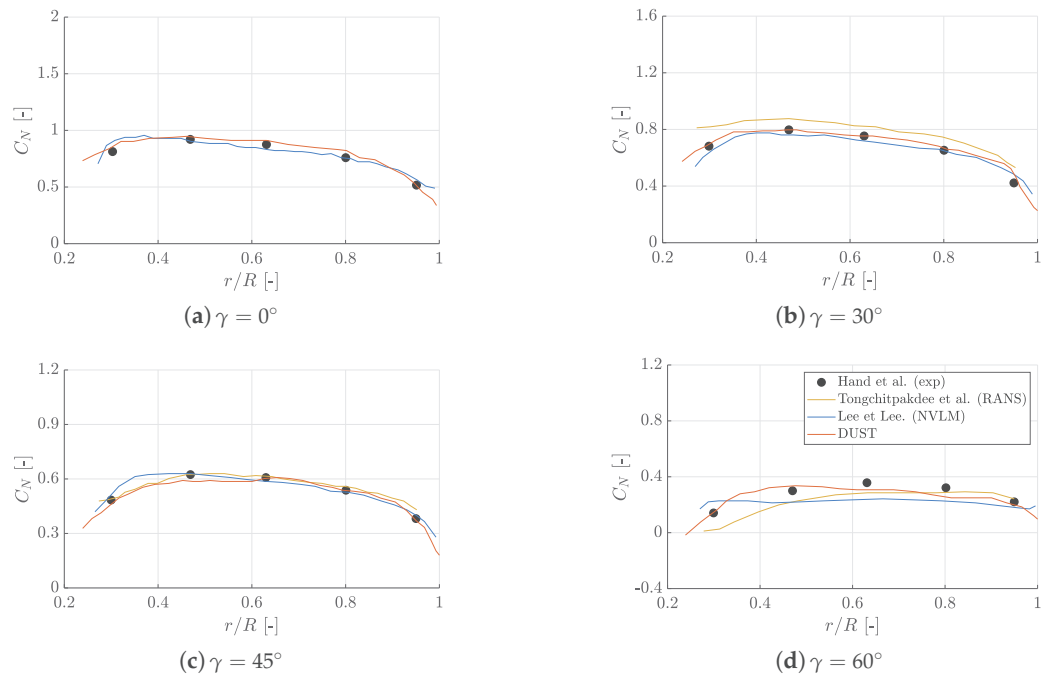 2
1.5
1
0.5
0
C_N [-]
0.2 0.4 0.6 0.8 1
r/R [-]
(a) γ = 0°
1.6
1.2
0.8
0.4
0
C_N [-]
0.2 0.4 0.6 0.8 1
r/R [-]
(b) γ = 30°
1.2
0.9
0.6
0.3
0
C_N [-]
0.2 0.4 0.6 0.8 1
r/R [-]
(c) γ = 45°
1.2
0.8
0.4
0
-0.4
C_N [-]
Hand et al. (exp)
Tongchitpakdee et al. (RANS)
Lee et Lee. (NVLM)
DUST
0.2 0.4 0.6 0.8 1
r/R [-]
(d) γ = 60°